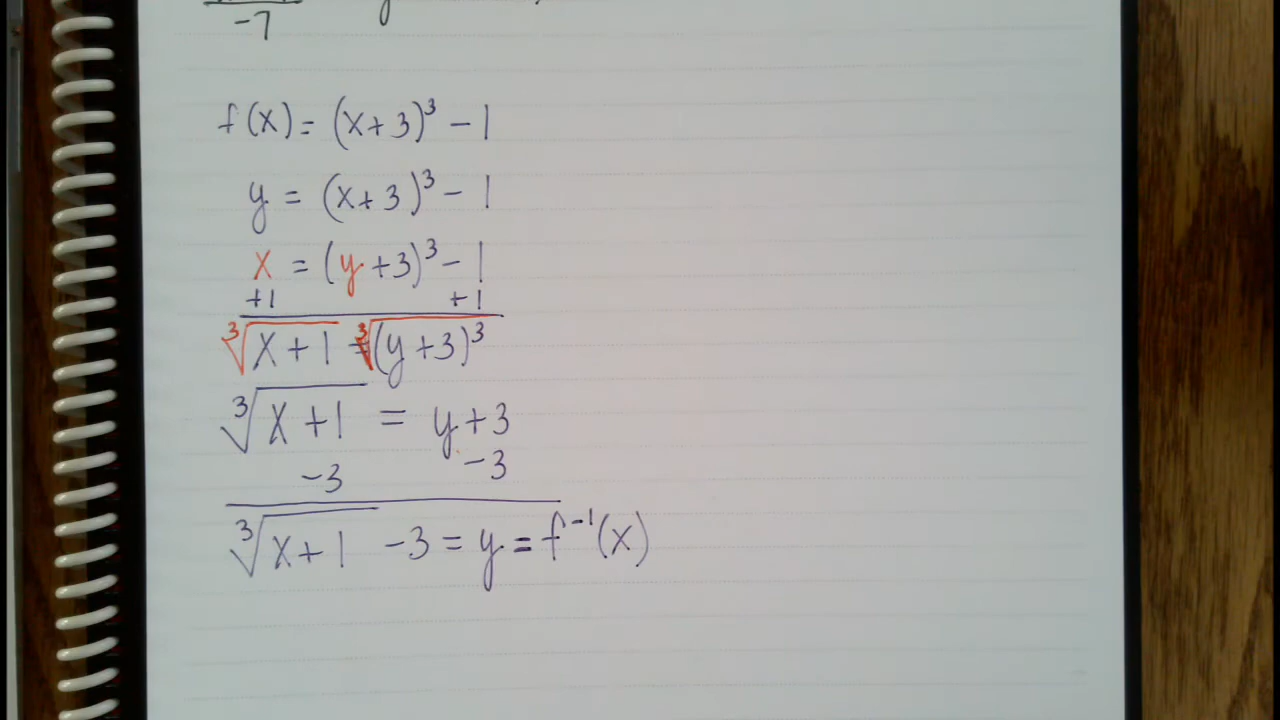 -7
f(x) = (x+3)³ - 1
y = (x+3)³ - 1
x = (y+3)³ - 1
+1 +1
∛(x+1) = ∛(y+3)³
∛(x+1) = y+3
-3 -3
∛(x+1) -3 = y = f⁻¹(x)